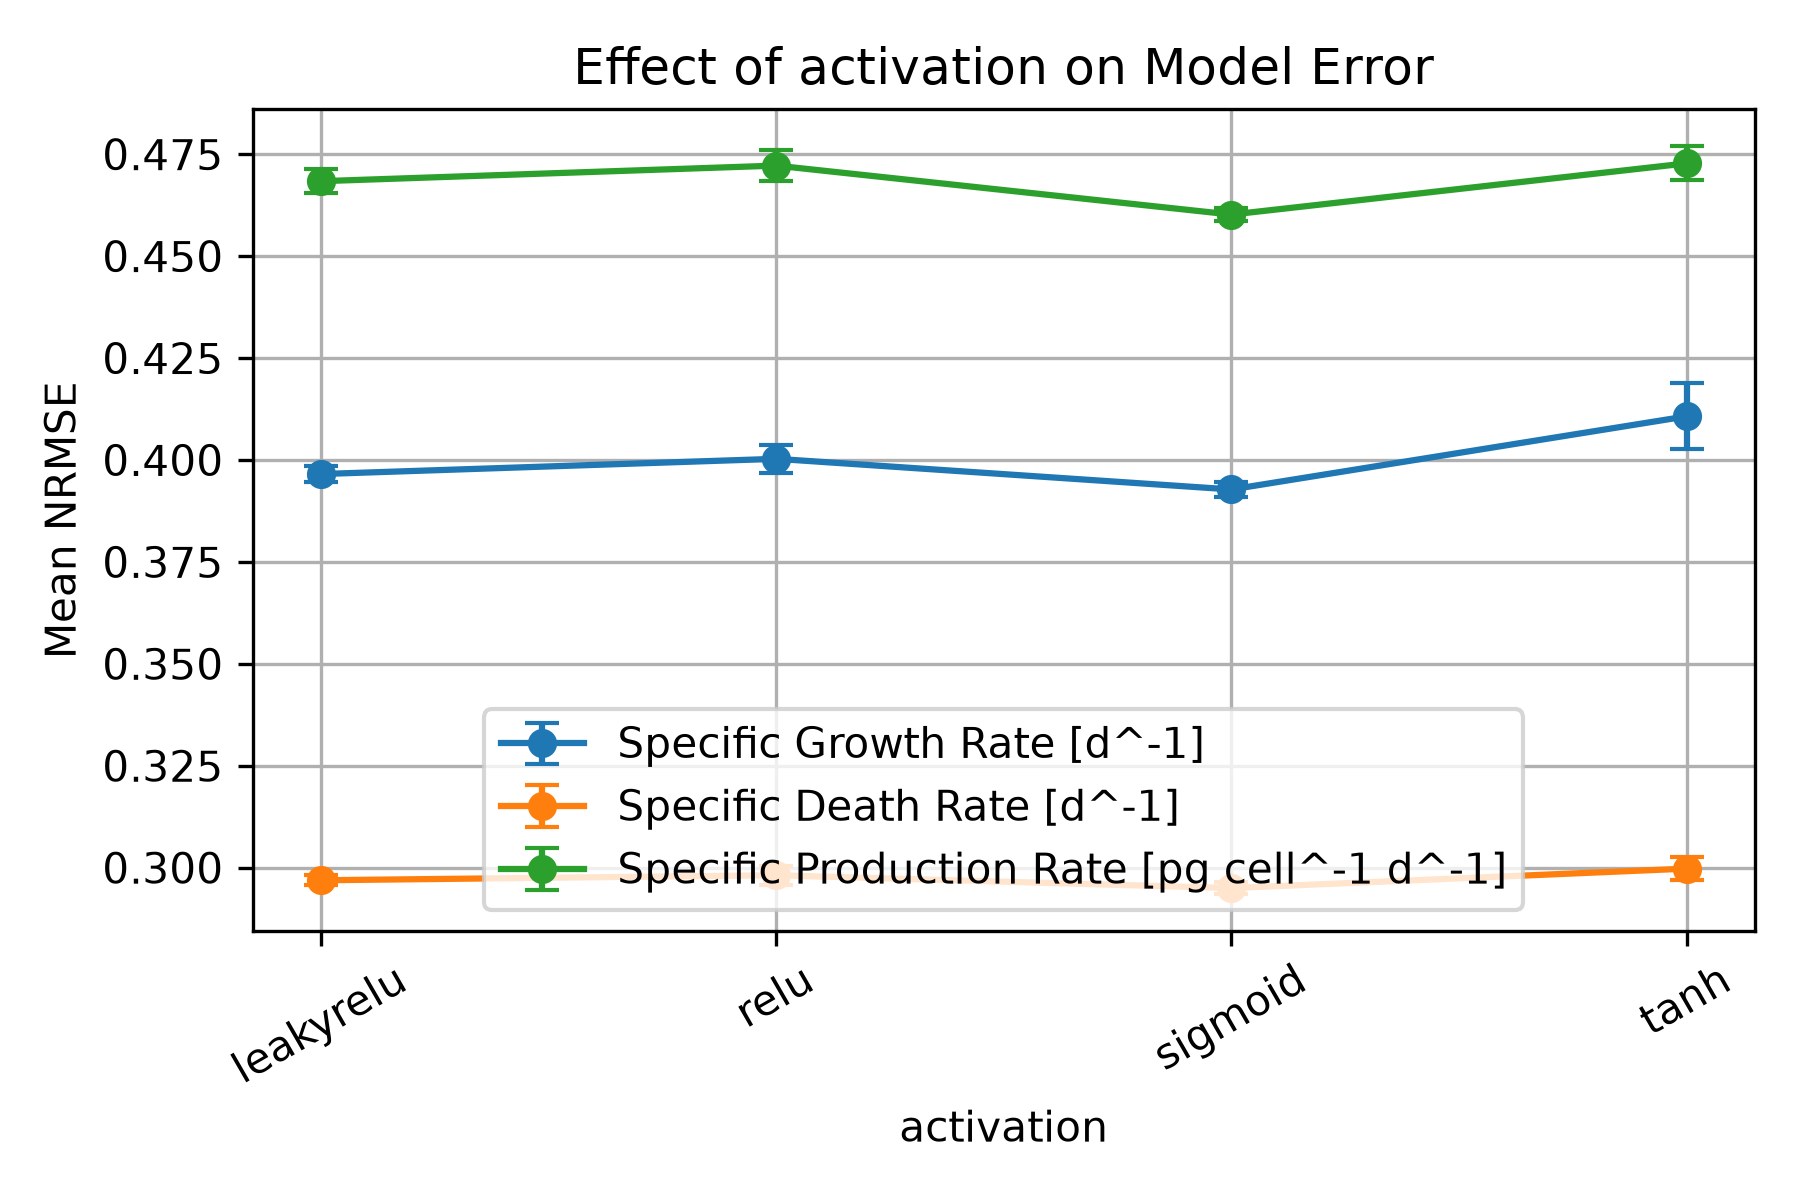 Effect of activation on Model Error
Mean NRMSE
0.475
0.450
0.425
0.400
0.375
0.350
0.325
0.300
Specific Growth Rate [d^-1]
Specific Death Rate [d^-1]
Specific Production Rate [pg cell^-1 d^-1]
leakyrelu
relu
sigmoid
tanh
activation